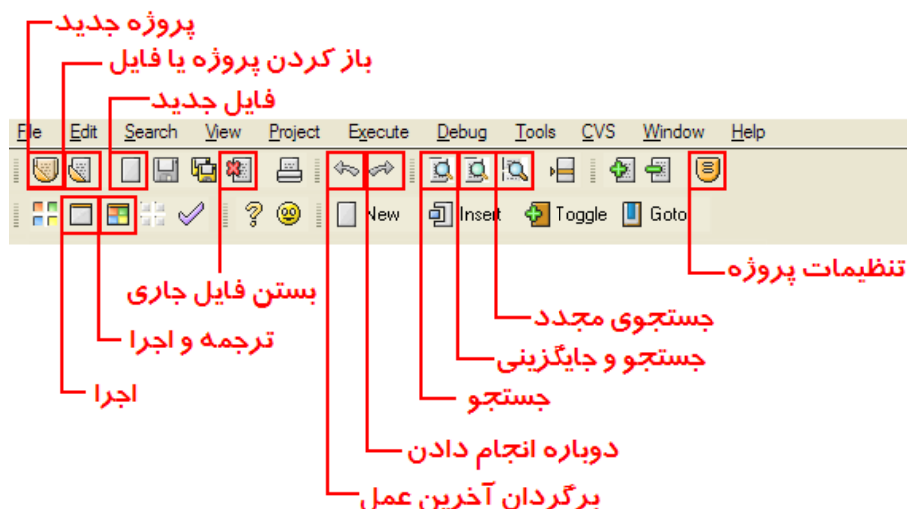 پروژه جدید
باز کردن پروژه یا فایل
فایل جدید
File Edit Search View Project Execute Debug Tools CVS Window Help
New Insert Toggle Goto
تنظیمات پروژه
بستن فایل جاری
جستجوی مجدد
ترجمه و اجرا
جستجو و جایگزینی
اجرا
جستجو
دوباره انجام دادن
برگردان آخرین عمل